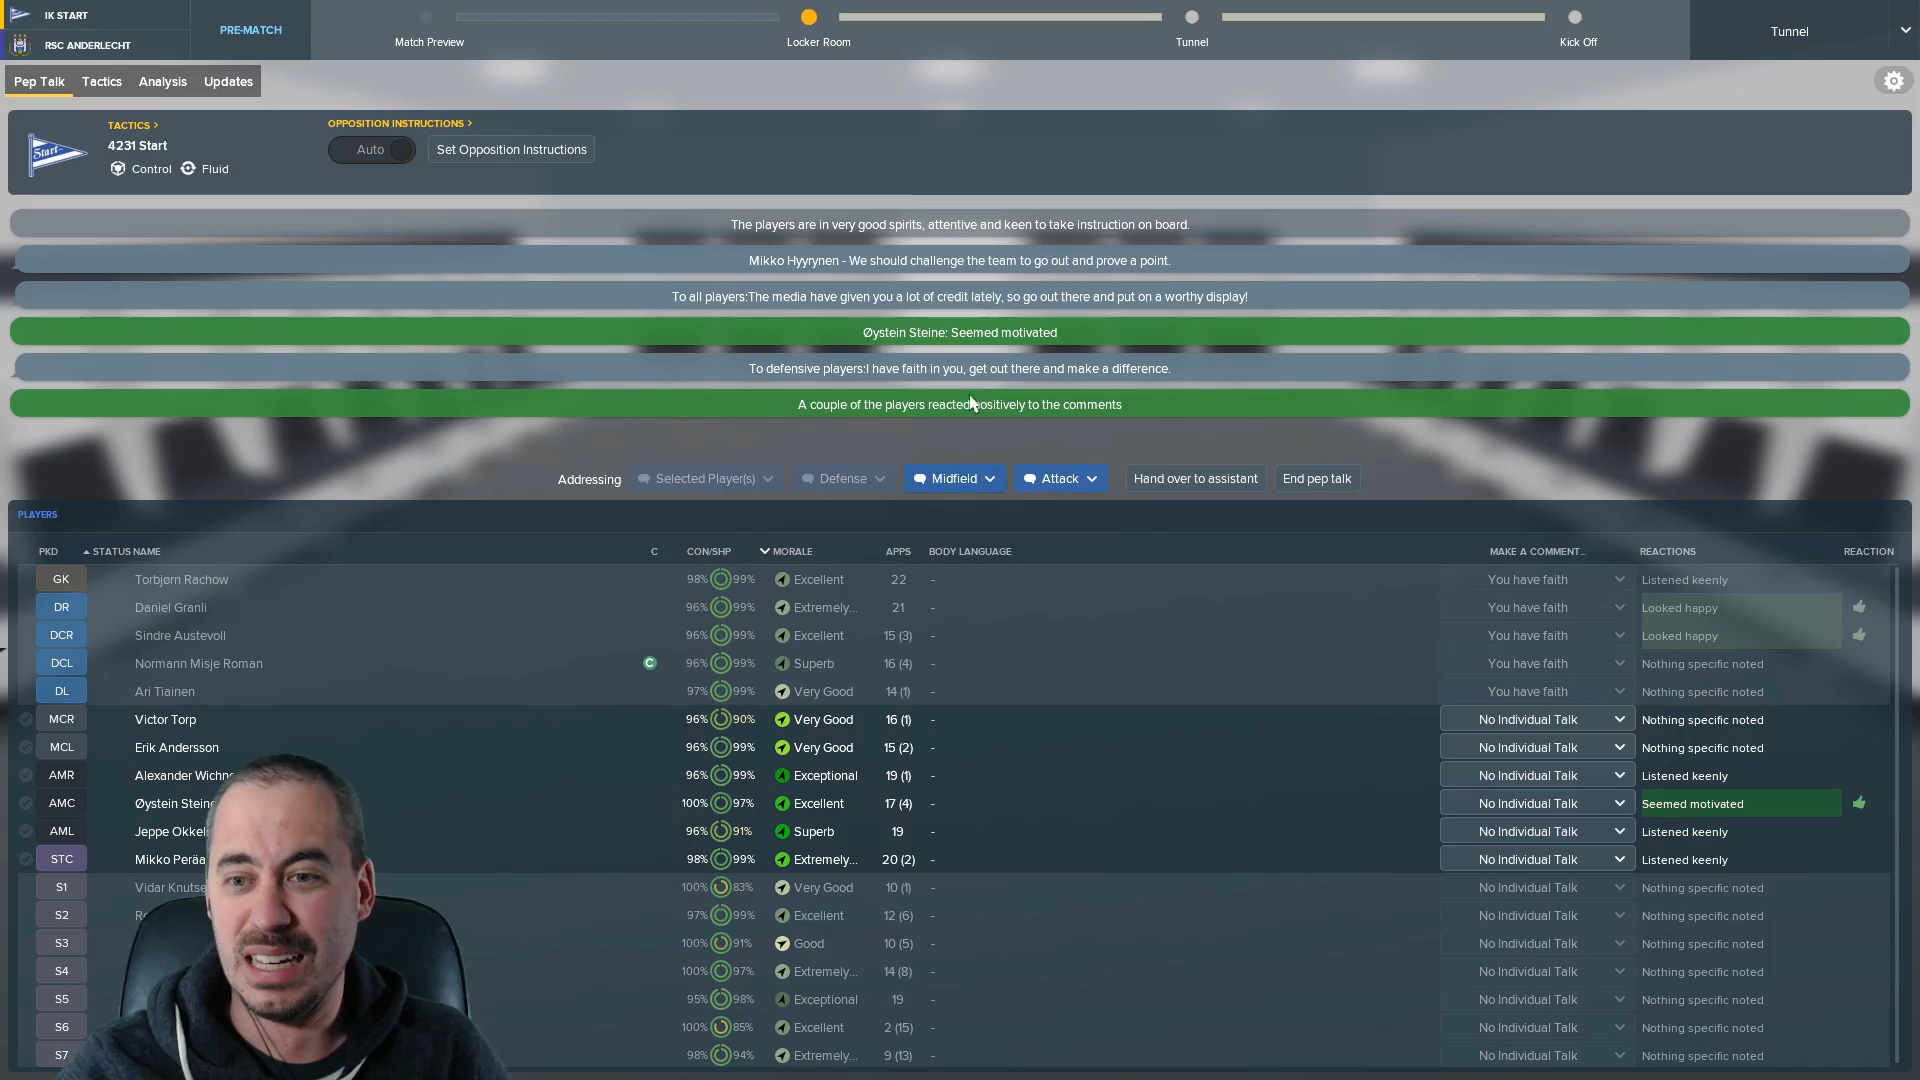 IK START
RSC ANDERLECHT
PRE-MATCH
Match Preview
Locker Room
Tunnel
Kick Off
Tunnel
Pep Talk Tactics Analysis Updates
Start
TACTICS >
4231 Start
Control Fluid
OPPOSITION INSTRUCTIONS >
Auto
Set Opposition Instructions
The players are in very good spirits, attentive and keen to take instruction on board.
Mikko Hyyrynen - We should challenge the team to go out and prove a point.
To all players:The media have given you a lot of credit lately, so go out there and put on a worthy display!
Øystein Steine: Seemed motivated
To defensive players:I have faith in you, get out there and make a difference.
A couple of the players reacted positively to the comments
Addressing Selected Player(s) Defense Midfield Attack Hand over to assistant End pep talk
PLAYERS
PKD STATUS NAME C CON/SHP MORALE APPS BODY LANGUAGE MAKE A COMMENT... REACTIONS REACTION
GK Torbjørn Rachow 98% 99% Excellent 22 - You have faith Listened keenly
DR Daniel Granli 96% 99% Extremely... 21 - You have faith Looked happy
DCR Sindre Austevoll 96% 99% Excellent 15 (3) - You have faith Looked happy
DCL Normann Misje Roman C 96% 99% Superb 16 (4) - You have faith Nothing specific noted
DL Ari Tiainen 97% 99% Very Good 14 (1) - You have faith Nothing specific noted
MCR Victor Torp 96% 90% Very Good 16 (1) - No Individual Talk Nothing specific noted
MCL Erik Andersson 96% 99% Very Good 15 (2) - No Individual Talk Nothing specific noted
AMR Alexander 96% 99% Exceptional 19 (1) - No Individual Talk Listened keenly
AMC Øystein Steine 100% 97% Excellent 17 (4) - No Individual Talk Seemed motivated
AML Jeppe 96% 91% Superb 19 - No Individual Talk Listened keenly
STC Mikko 98% 99% Extremely... 20 (2) - No Individual Talk Listened keenly
S1 Vidar 100% 83% Very Good 10 (1) - No Individual Talk Nothing specific noted
S2 97% 99% Excellent 12 (6) - No Individual Talk Nothing specific noted
S3 100% 91% Good 10 (5) - No Individual Talk Nothing specific noted
S4 100% 97% Extremely... 14 (8) - No Individual Talk Nothing specific noted
S5 95% 98% Exceptional 19 - No Individual Talk Nothing specific noted
S6 100% 85% Excellent 2 (15) - No Individual Talk Nothing specific noted
S7 98% 94% Extremely... 9 (13) - No Individual Talk Nothing specific noted